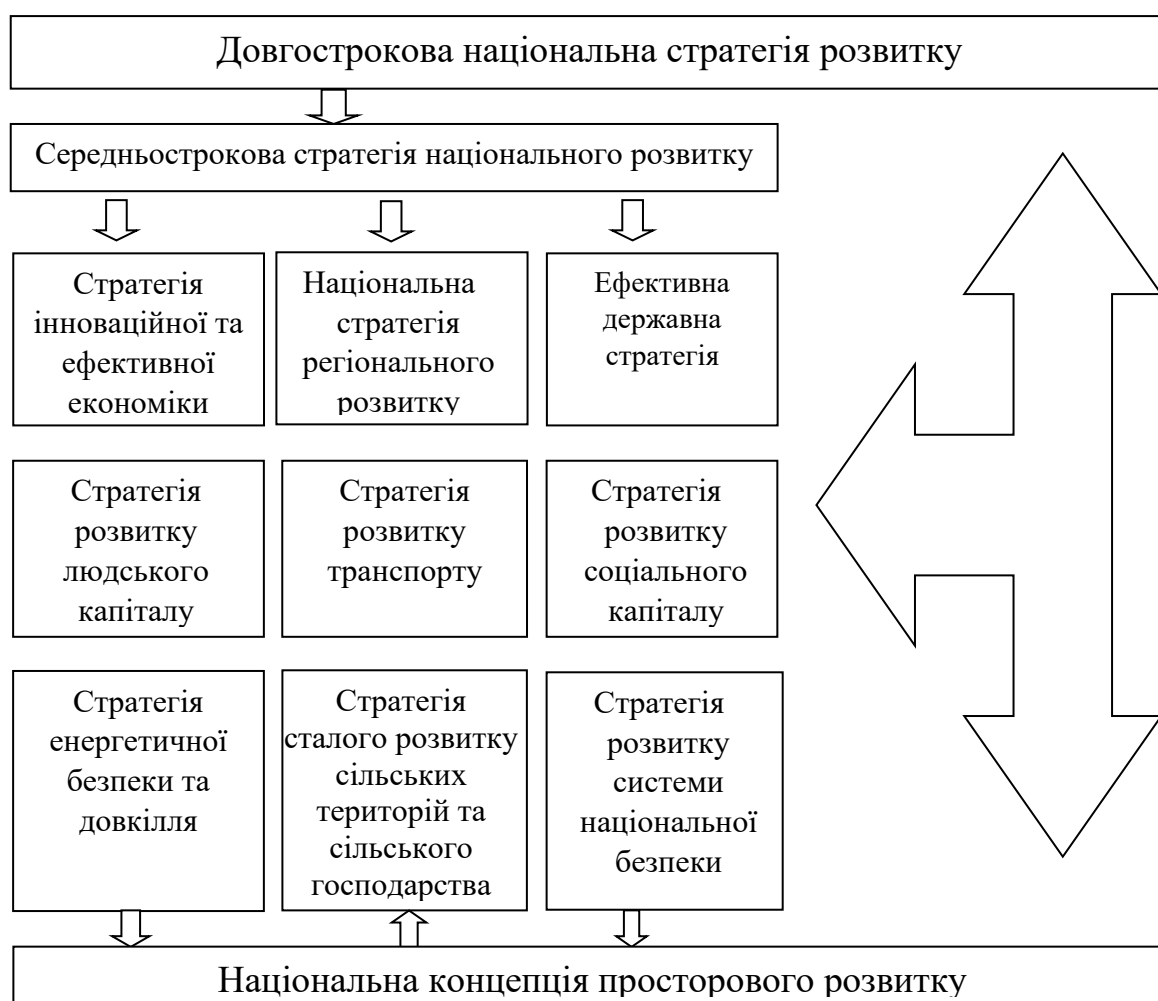 Довгострокова національна стратегія розвитку
Середньострокова стратегія національного розвитку
Стратегія
інноваційної та
ефективної
економіки
Національна
стратегія
регіонального
розвитку
Ефективна
державна
стратегія
Стратегія
розвитку
людського
капіталу
Стратегія
розвитку
транспорту
Стратегія
розвитку
соціального
капіталу
Стратегія
енергетичної
безпеки та
довкілля
Стратегія
сталого розвитку
сільських
територій та
сільського
господарства
Стратегія
розвитку
системи
національної
безпеки
Національна концепція просторового розвитку